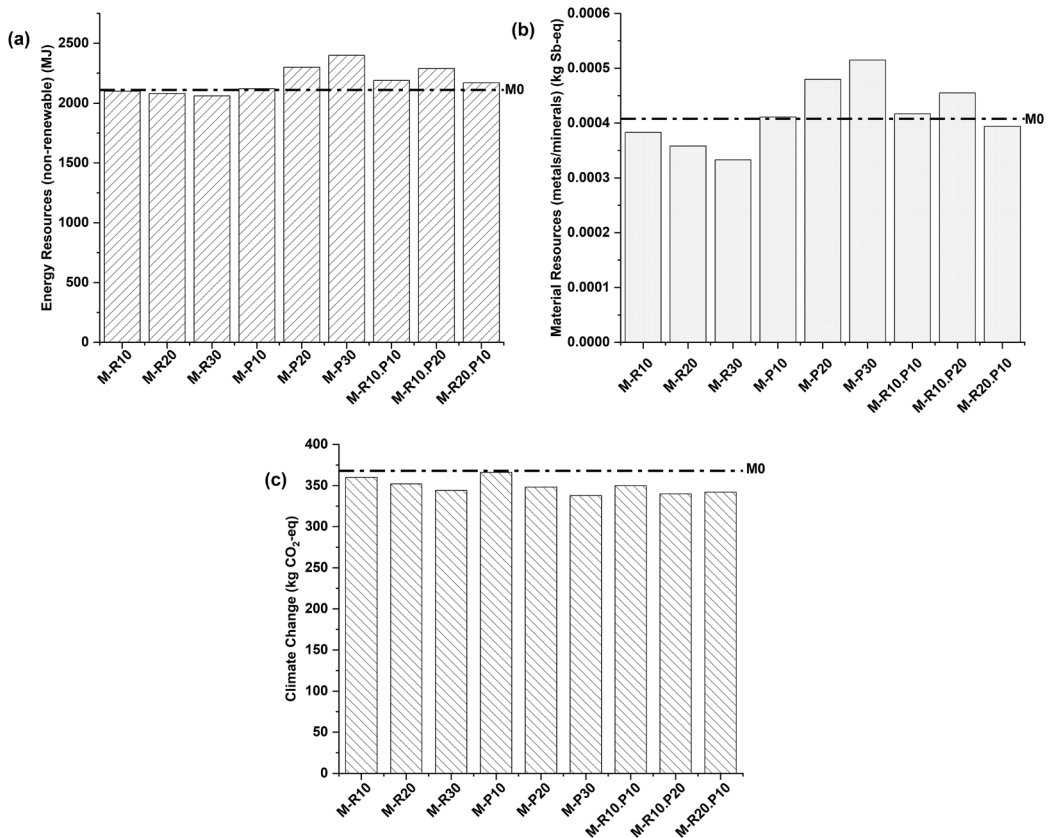 (a)
Energy Resources (non-renewable) (MJ)
2500
2000
1500
1000
500
0
M0
M-R10
M-R20
M-R30
M-P10
M-P20
M-P30
M-R10.P10
M-R10.P20
M-R20.P10
(b)
Material Resources (metals/minerals) (kg Sb-eq)
0.0006
0.0005
0.0004
0.0003
0.0002
0.0001
0.0000
M0
M-R10
M-R20
M-R30
M-P10
M-P20
M-P30
M-R10.P10
M-R10.P20
M-R20.P10
(c)
Climate Change (kg CO₂-eq)
400
350
300
250
200
150
100
50
0
M0
M-R10
M-R20
M-R30
M-P10
M-P20
M-P30
M-R10.P10
M-R10.P20
M-R20.P10